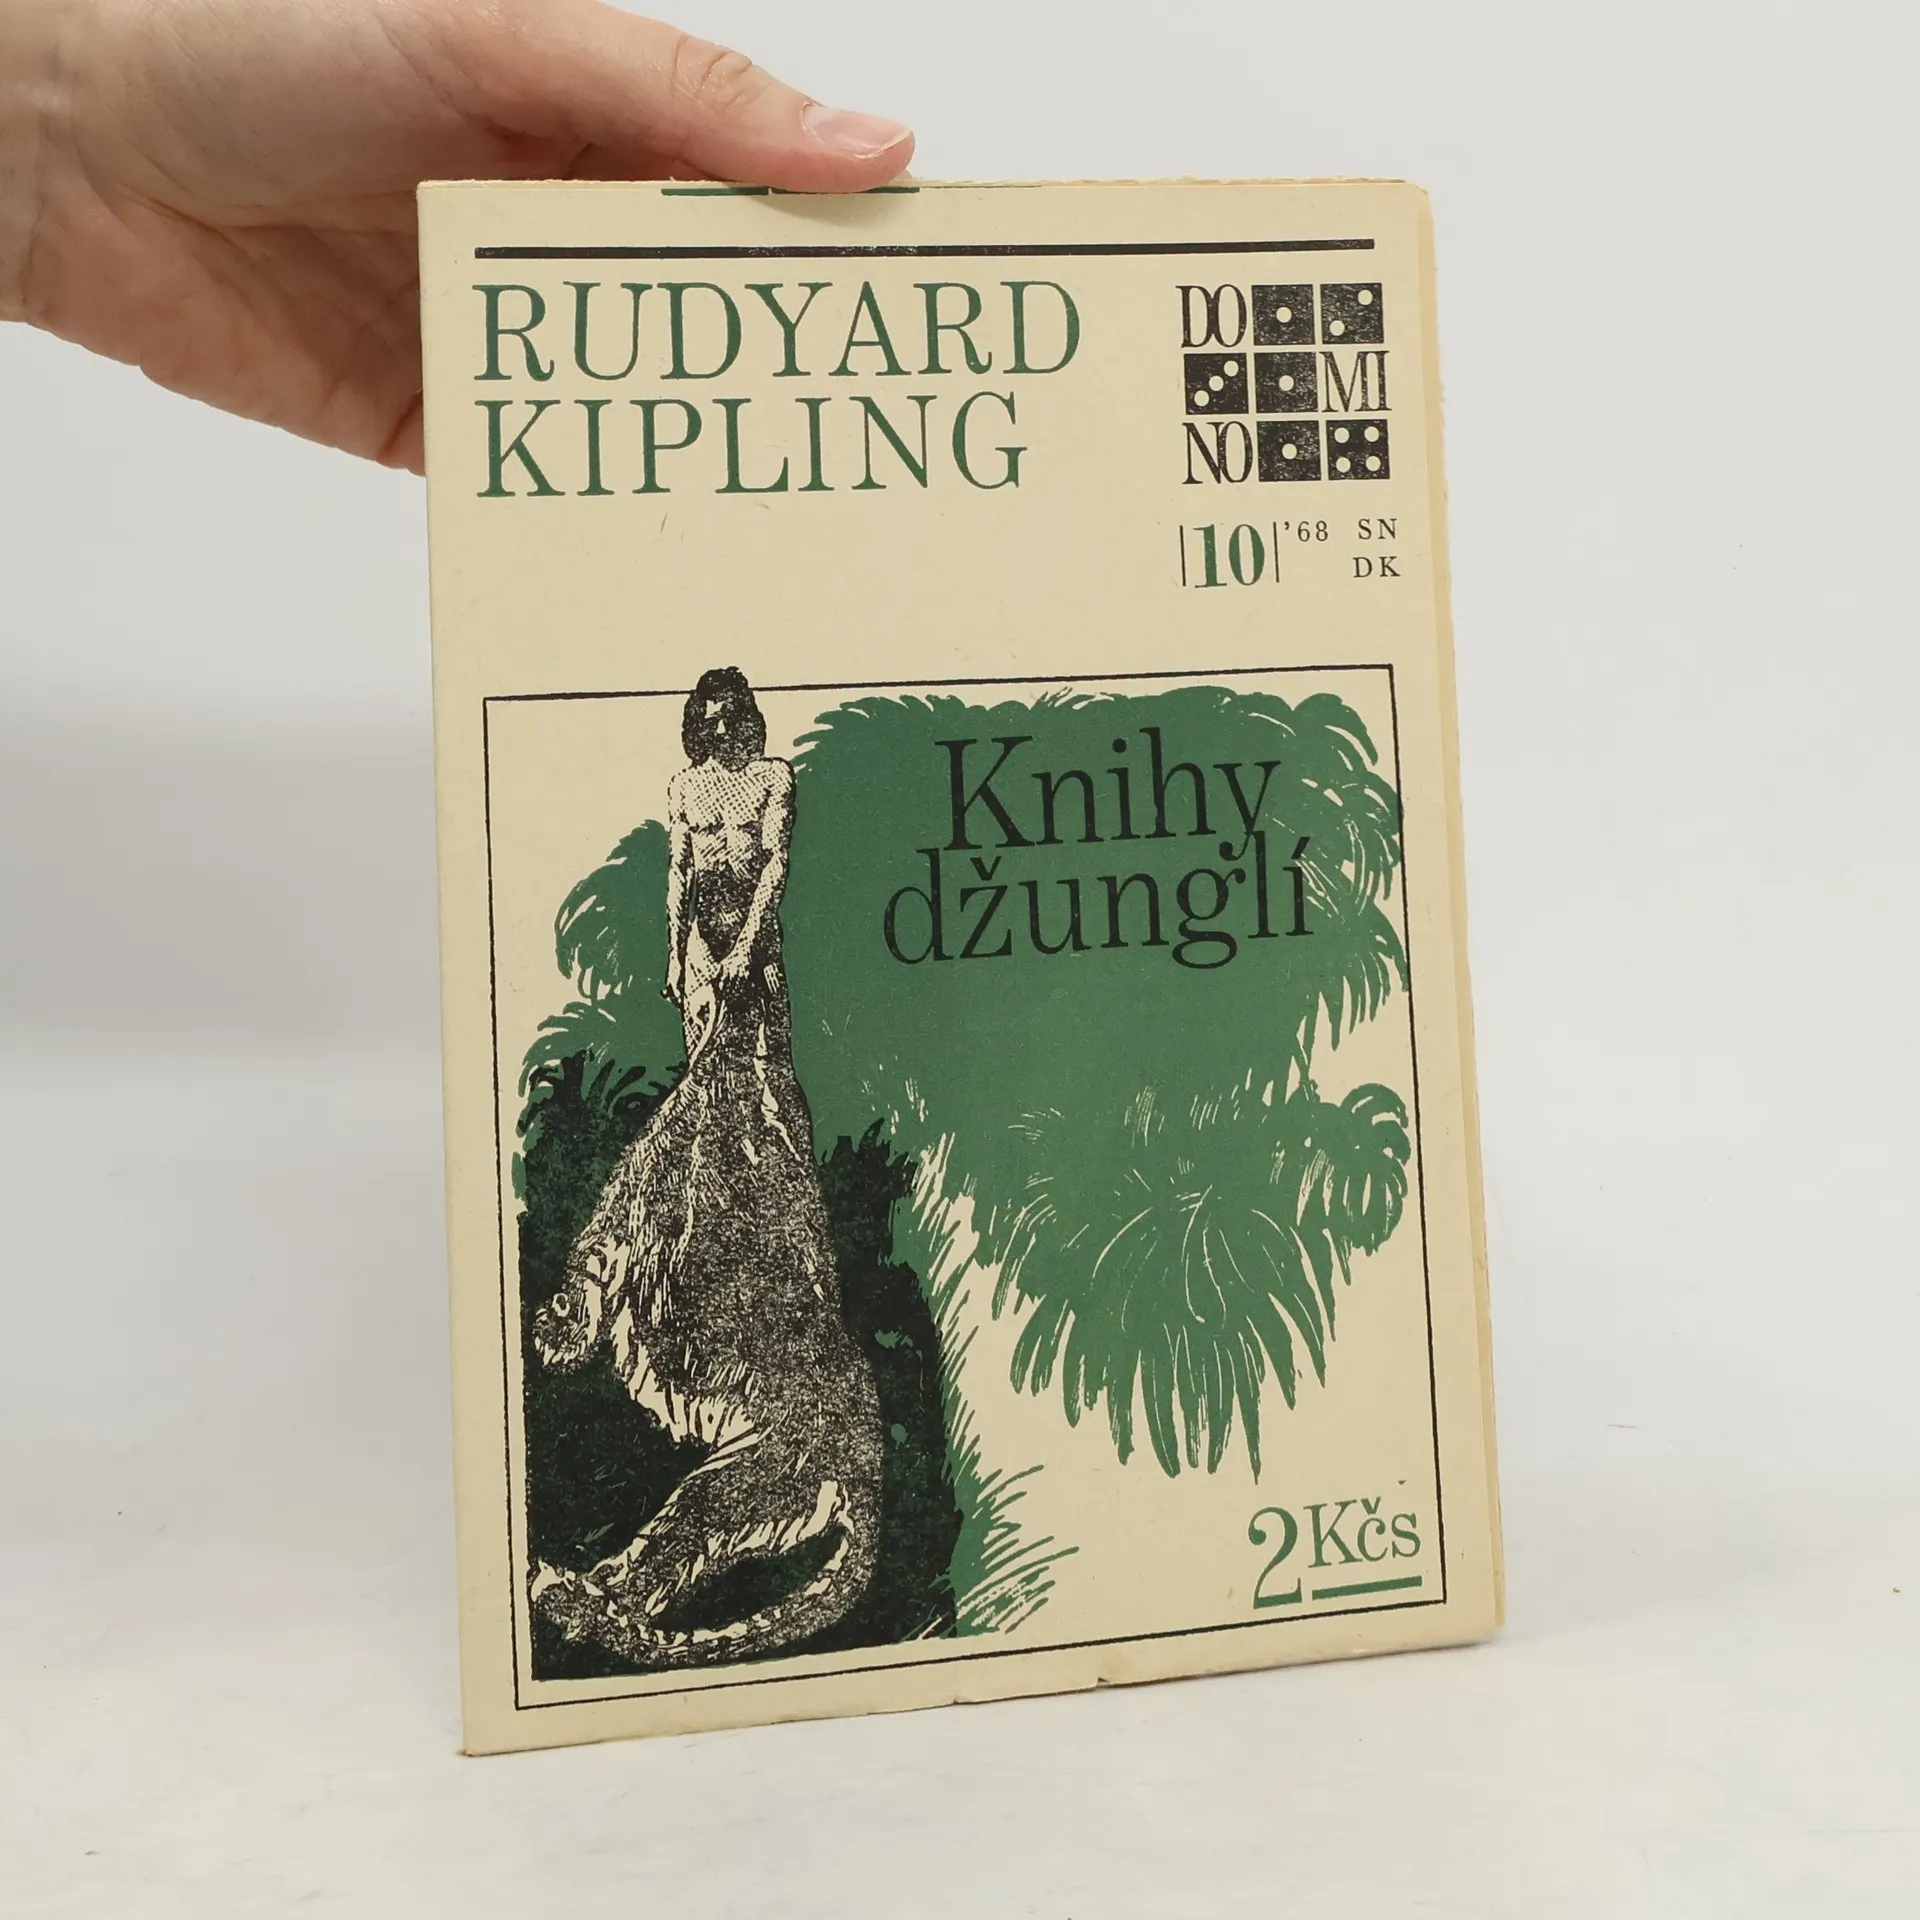 RUDYARD
KIPLING
DO
MI
NO
10 '68 SN
DK
Knihy
džunglí
2 Kčs